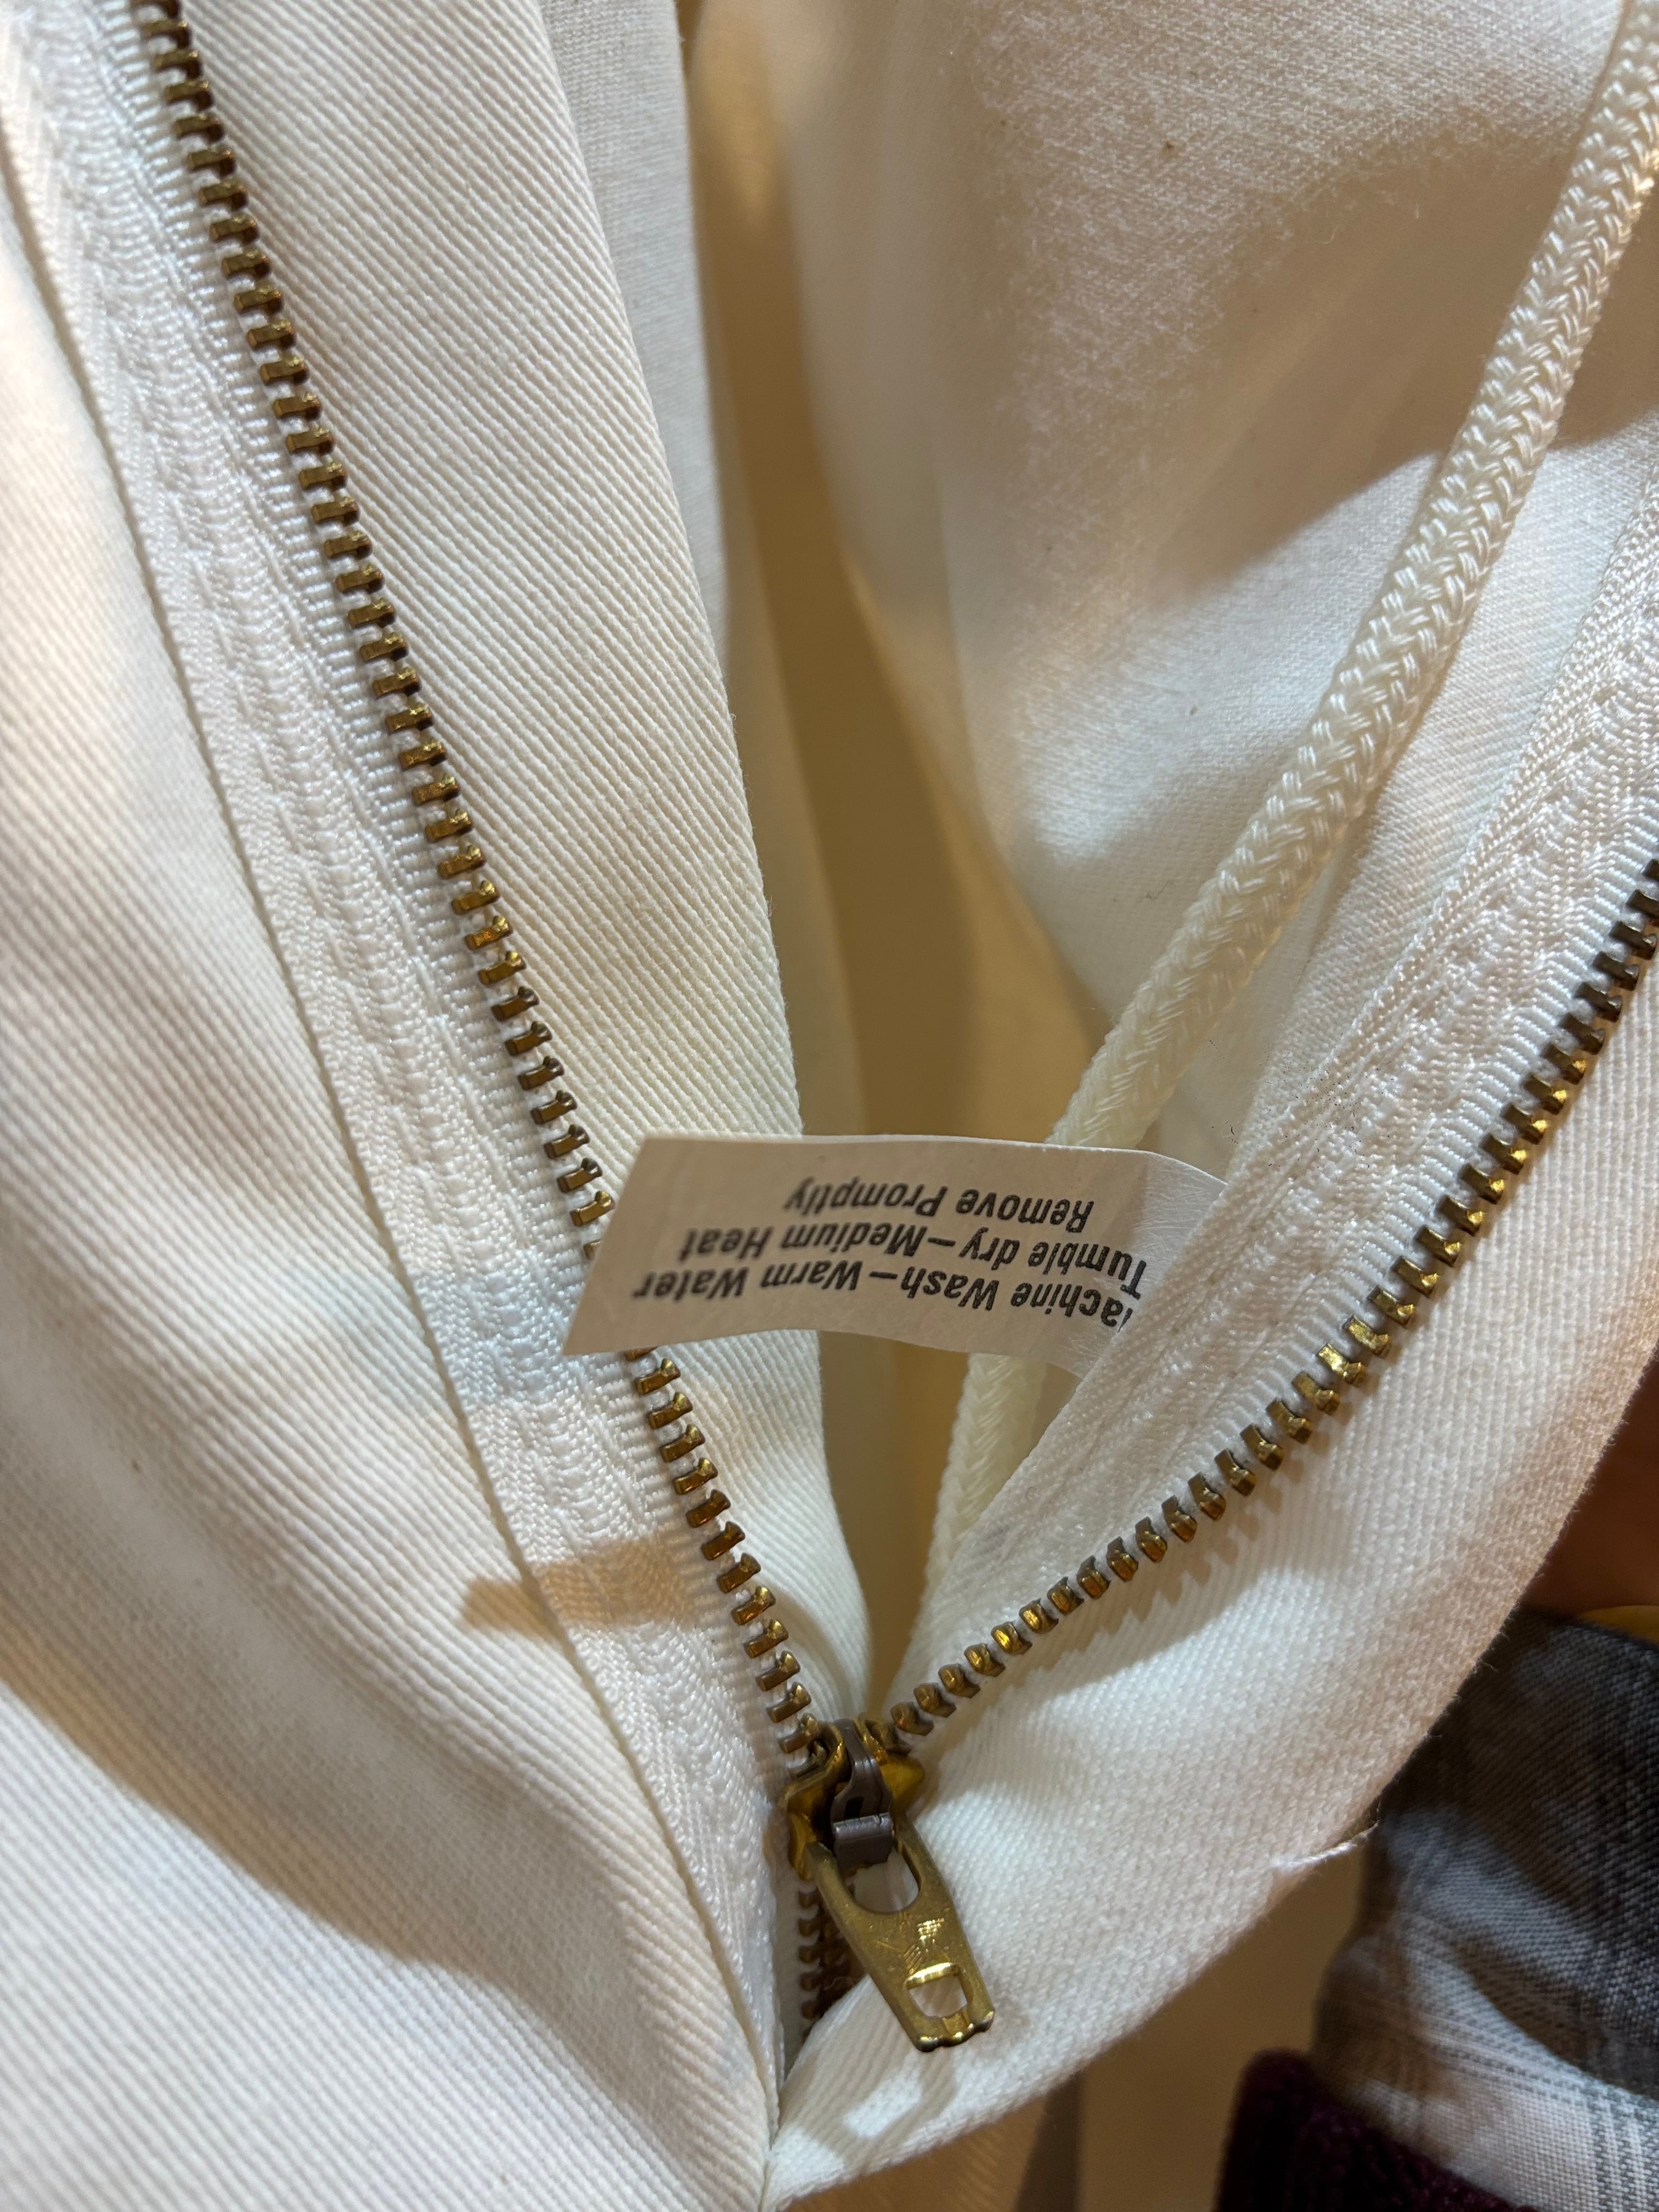 achine Wash–Warm Water
Tumble dry–Medium Heat
Remove Promptly